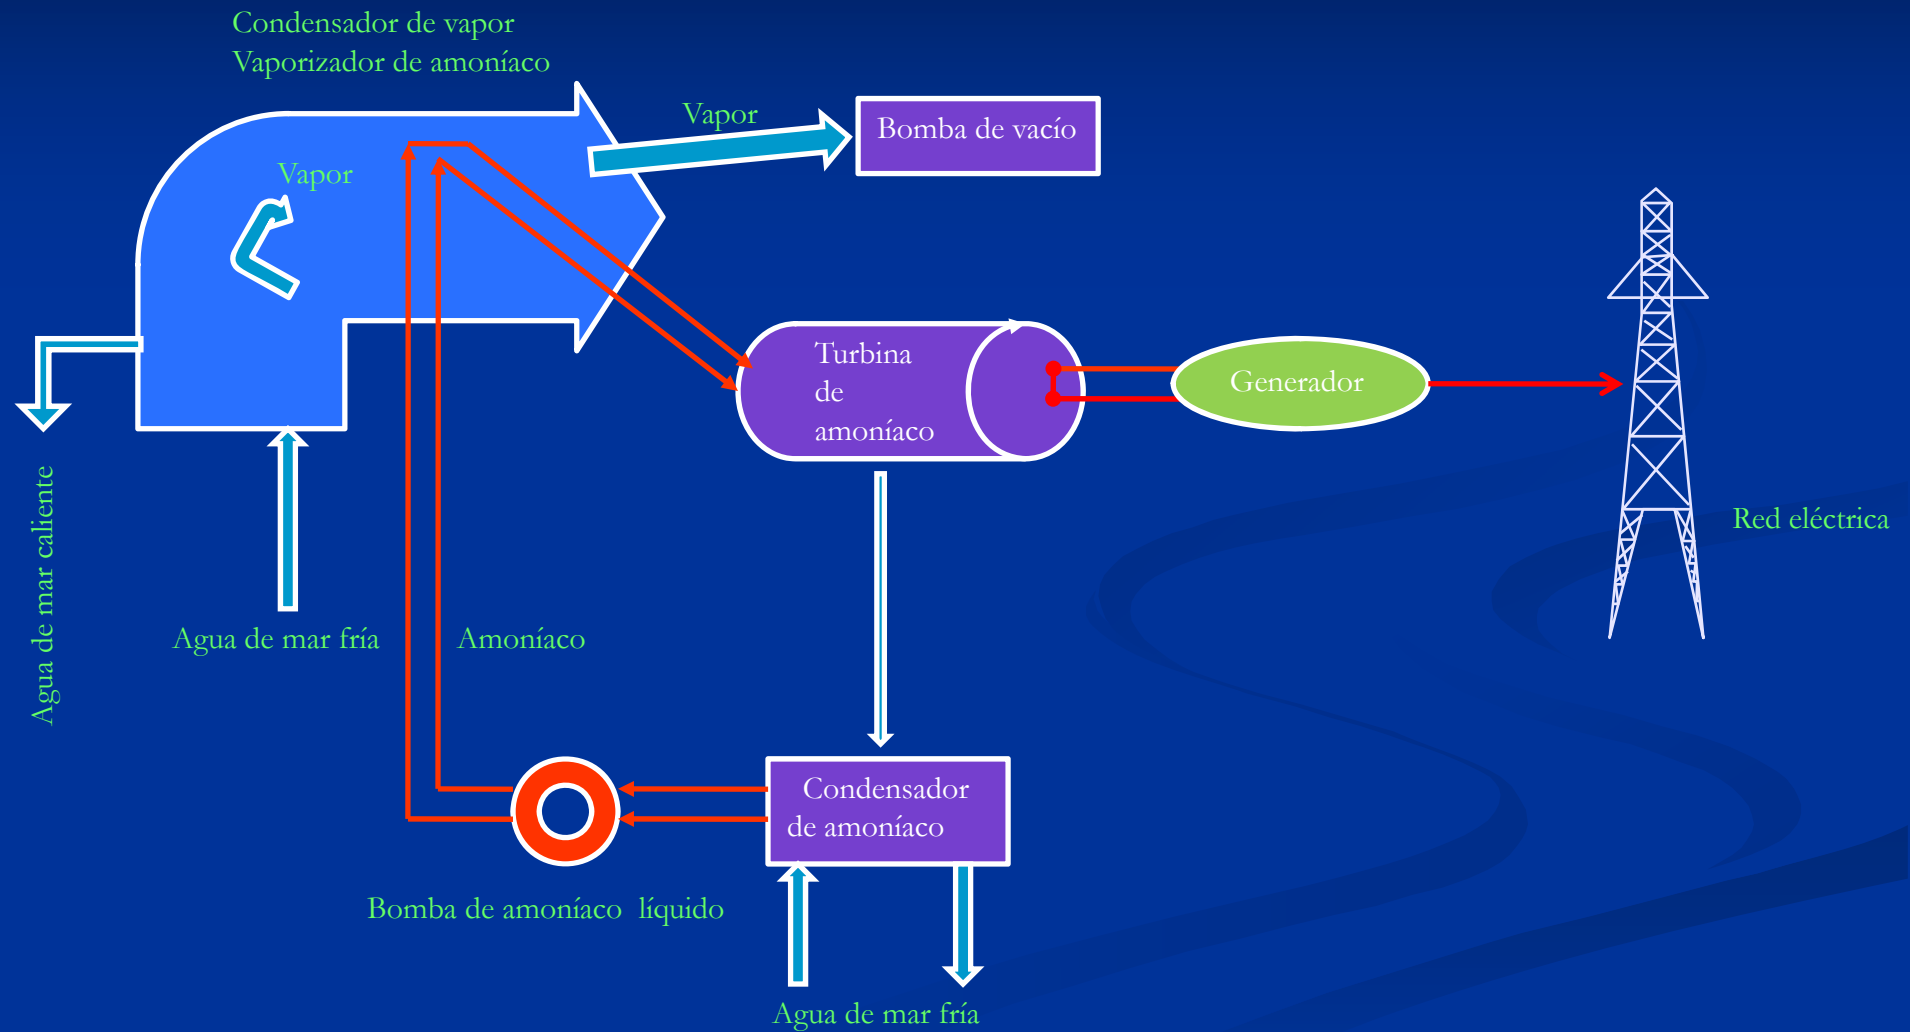 Condensador de vapor
Vaporizador de amoníaco
Vapor
Bomba de vacío
Vapor
Turbina
de
amoníaco
Generador
Agua de mar caliente
Red eléctrica
Agua de mar fría
Amoníaco
Condensador
de amoníaco
Bomba de amoníaco líquido
Agua de mar fría